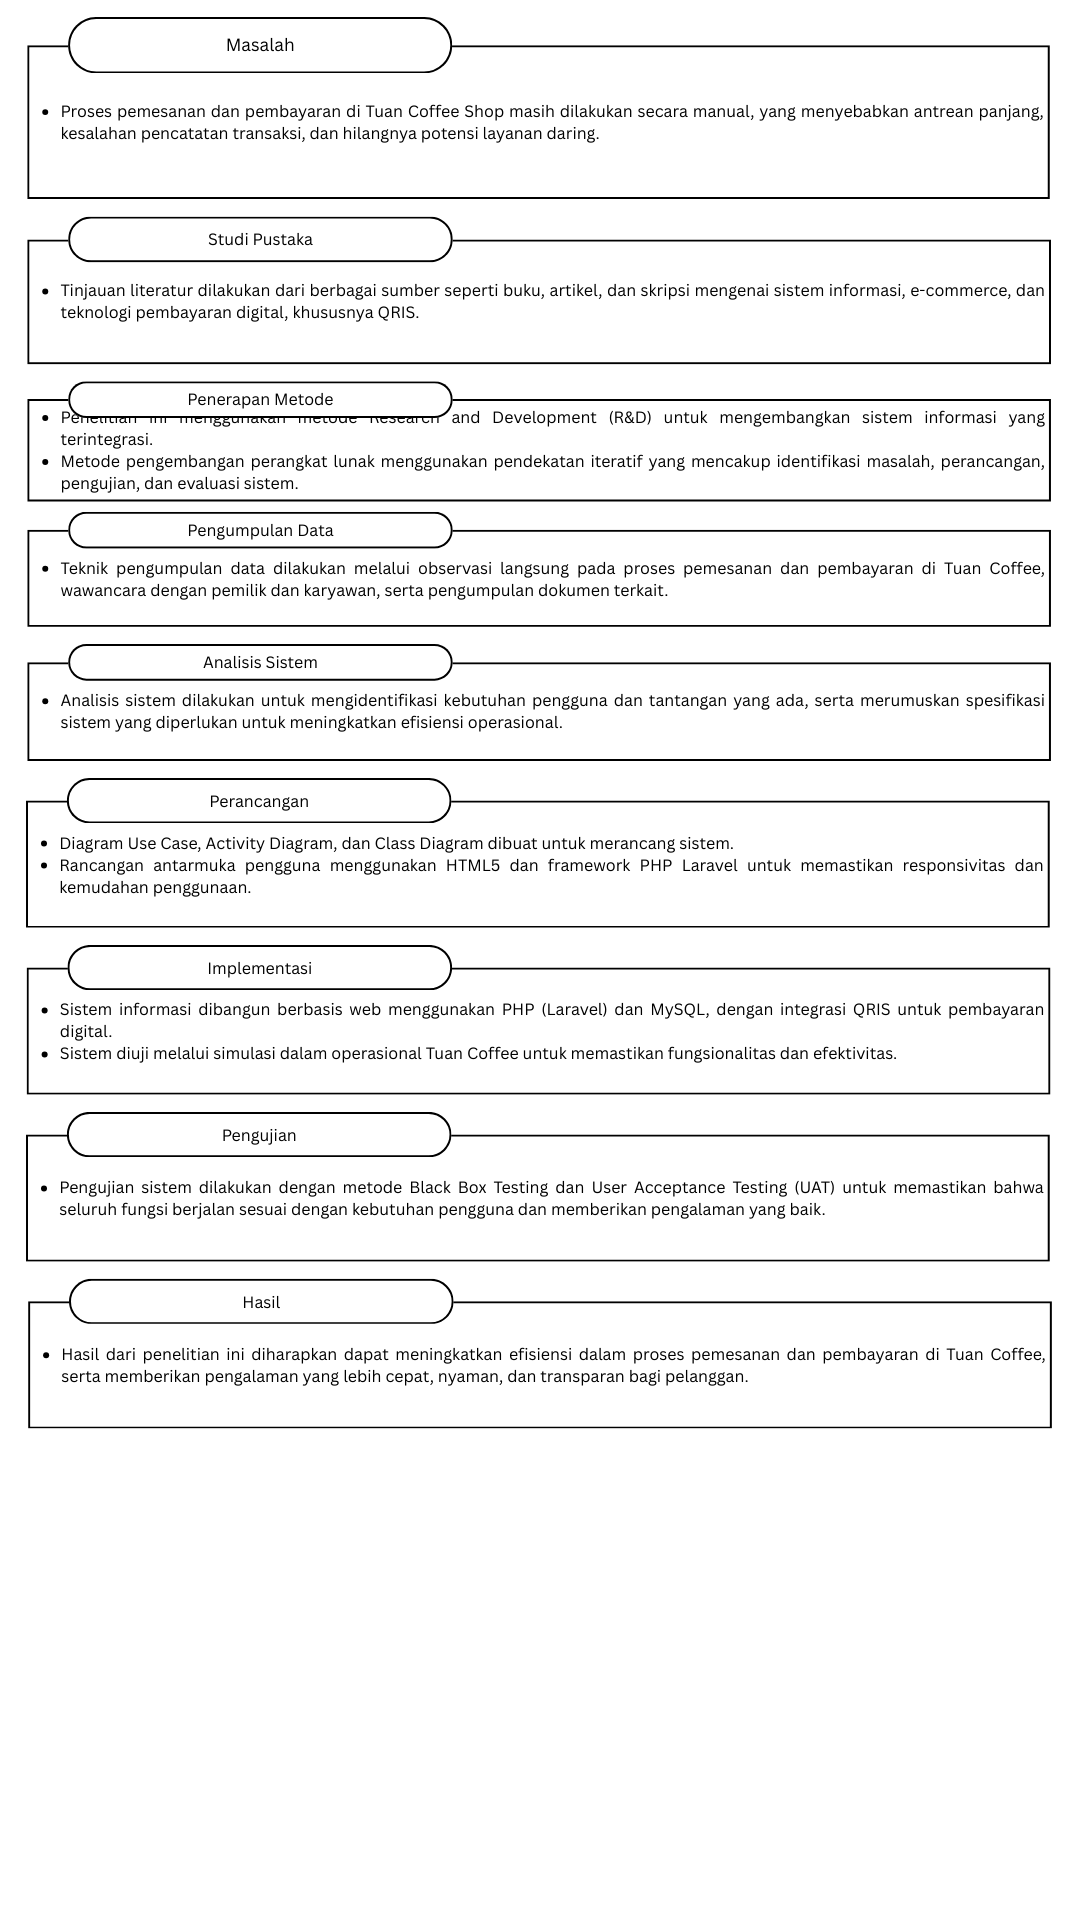 Masalah
• Proses pemesanan dan pembayaran di Tuan Coffee Shop masih dilakukan secara manual, yang menyebabkan antrean panjang,
kesalahan pencatatan transaksi, dan hilangnya potensi layanan daring.
Studi Pustaka
• Tinjauan literatur dilakukan dari berbagai sumber seperti buku, artikel, dan skripsi mengenai sistem informasi, e-commerce, dan
teknologi pembayaran digital, khususnya QRIS.
Penerapan Metode
• Penelitian ini menggunakan metode Research and Development (R&D) untuk mengembangkan sistem informasi yang
terintegrasi.
• Metode pengembangan perangkat lunak menggunakan pendekatan iteratif yang mencakup identifikasi masalah, perancangan,
pengujian, dan evaluasi sistem.
Pengumpulan Data
• Teknik pengumpulan data dilakukan melalui observasi langsung pada proses pemesanan dan pembayaran di Tuan Coffee,
wawancara dengan pemilik dan karyawan, serta pengumpulan dokumen terkait.
Analisis Sistem
• Analisis sistem dilakukan untuk mengidentifikasi kebutuhan pengguna dan tantangan yang ada, serta merumuskan spesifikasi
sistem yang diperlukan untuk meningkatkan efisiensi operasional.
Perancangan
• Diagram Use Case, Activity Diagram, dan Class Diagram dibuat untuk merancang sistem.
• Rancangan antarmuka pengguna menggunakan HTML5 dan framework PHP Laravel untuk memastikan responsivitas dan
kemudahan penggunaan.
Implementasi
• Sistem informasi dibangun berbasis web menggunakan PHP (Laravel) dan MySQL, dengan integrasi QRIS untuk pembayaran
digital.
• Sistem diuji melalui simulasi dalam operasional Tuan Coffee untuk memastikan fungsionalitas dan efektivitas.
Pengujian
• Pengujian sistem dilakukan dengan metode Black Box Testing dan User Acceptance Testing (UAT) untuk memastikan bahwa
seluruh fungsi berjalan sesuai dengan kebutuhan pengguna dan memberikan pengalaman yang baik.
Hasil
• Hasil dari penelitian ini diharapkan dapat meningkatkan efisiensi dalam proses pemesanan dan pembayaran di Tuan Coffee,
serta memberikan pengalaman yang lebih cepat, nyaman, dan transparan bagi pelanggan.